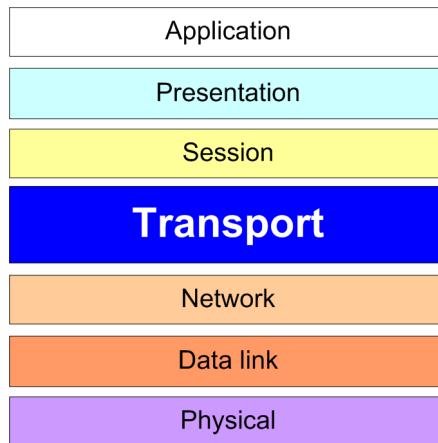 Application
Presentation
Session
Transport
Network
Data link
Physical